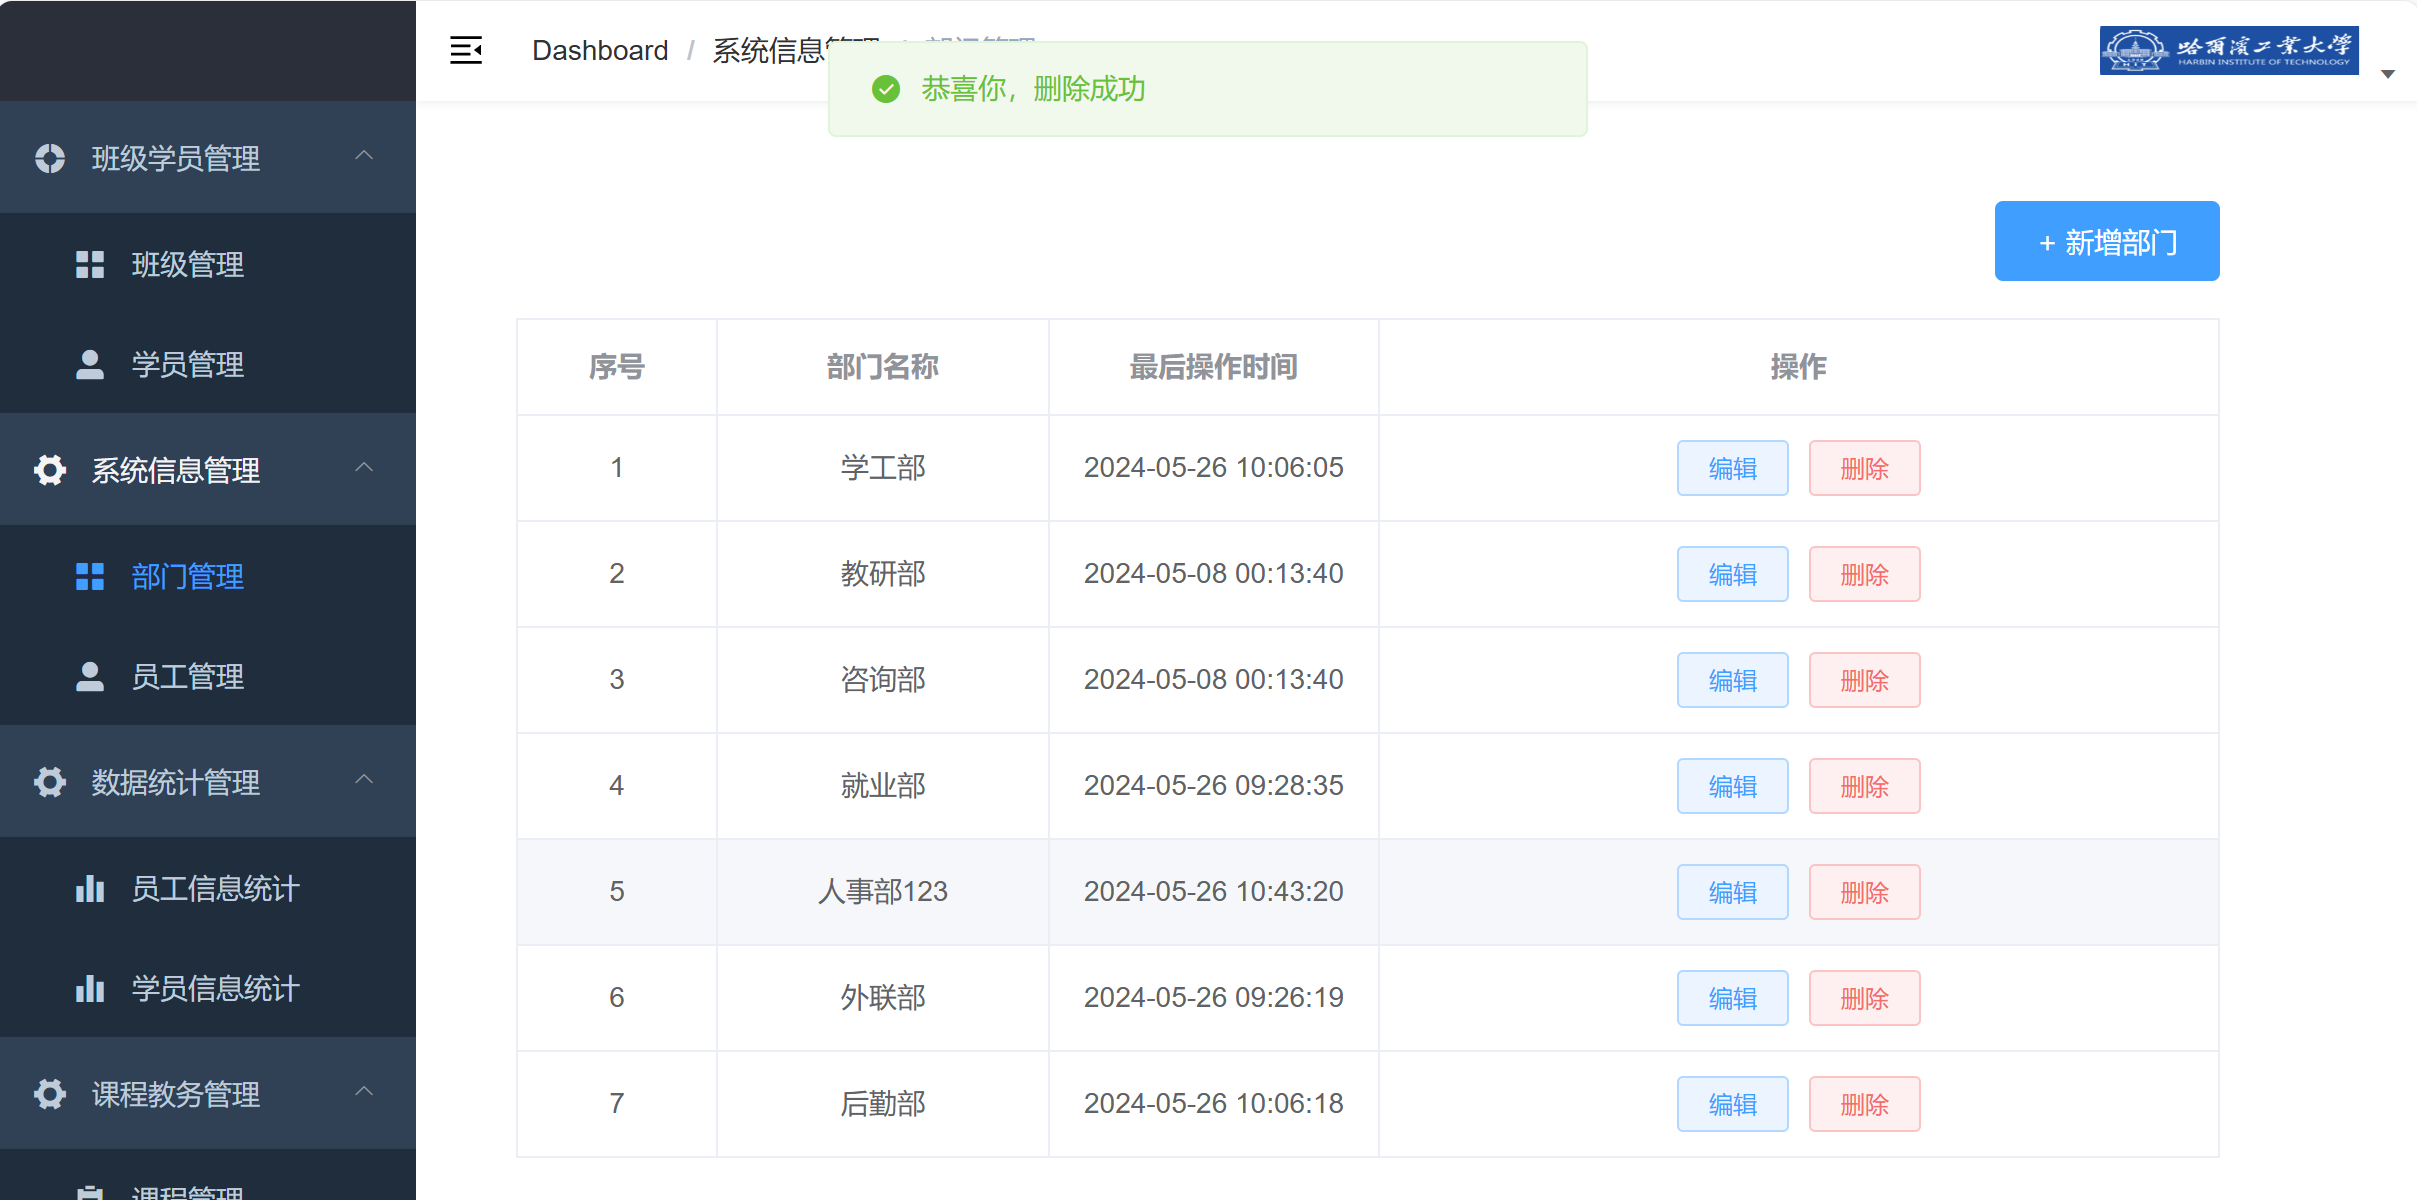 Dashboard / 系统信息管理 / 部门管理
哈尔滨工业大学
HARBIN INSTITUTE OF TECHNOLOGY
恭喜你，删除成功
班级学员管理
班级管理
学员管理
系统信息管理
部门管理
员工管理
数据统计管理
员工信息统计
学员信息统计
课程教务管理
课程管理
+ 新增部门
序号 部门名称 最后操作时间 操作
1 学工部 2024-05-26 10:06:05 编辑 删除
2 教研部 2024-05-08 00:13:40 编辑 删除
3 咨询部 2024-05-08 00:13:40 编辑 删除
4 就业部 2024-05-26 09:28:35 编辑 删除
5 人事部123 2024-05-26 10:43:20 编辑 删除
6 外联部 2024-05-26 09:26:19 编辑 删除
7 后勤部 2024-05-26 10:06:18 编辑 删除